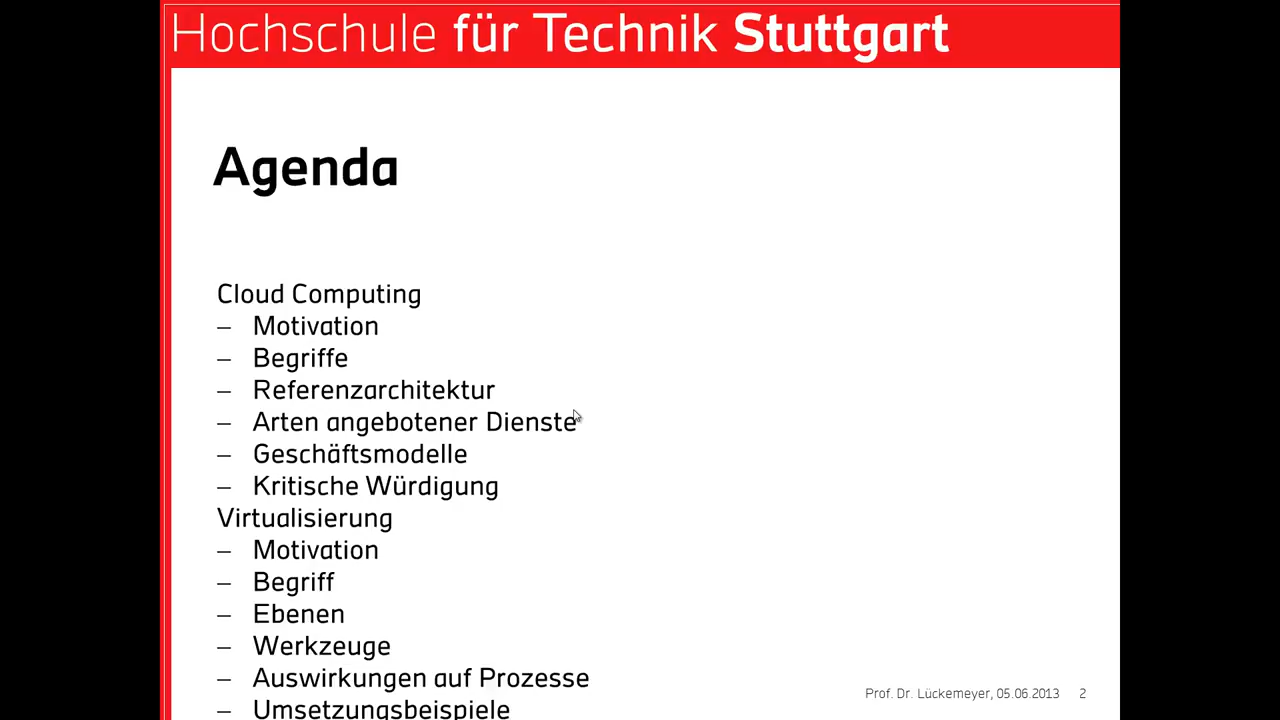 Hochschule für Technik Stuttgart
Agenda
Cloud Computing
– Motivation
– Begriffe
– Referenzarchitektur
– Arten angebotener Dienste
– Geschäftsmodelle
– Kritische Würdigung
Virtualisierung
– Motivation
– Begriff
– Ebenen
– Werkzeuge
– Auswirkungen auf Prozesse
– Umsetzungsbeispiele
Prof. Dr. Lückemeyer, 05.06.2013 2